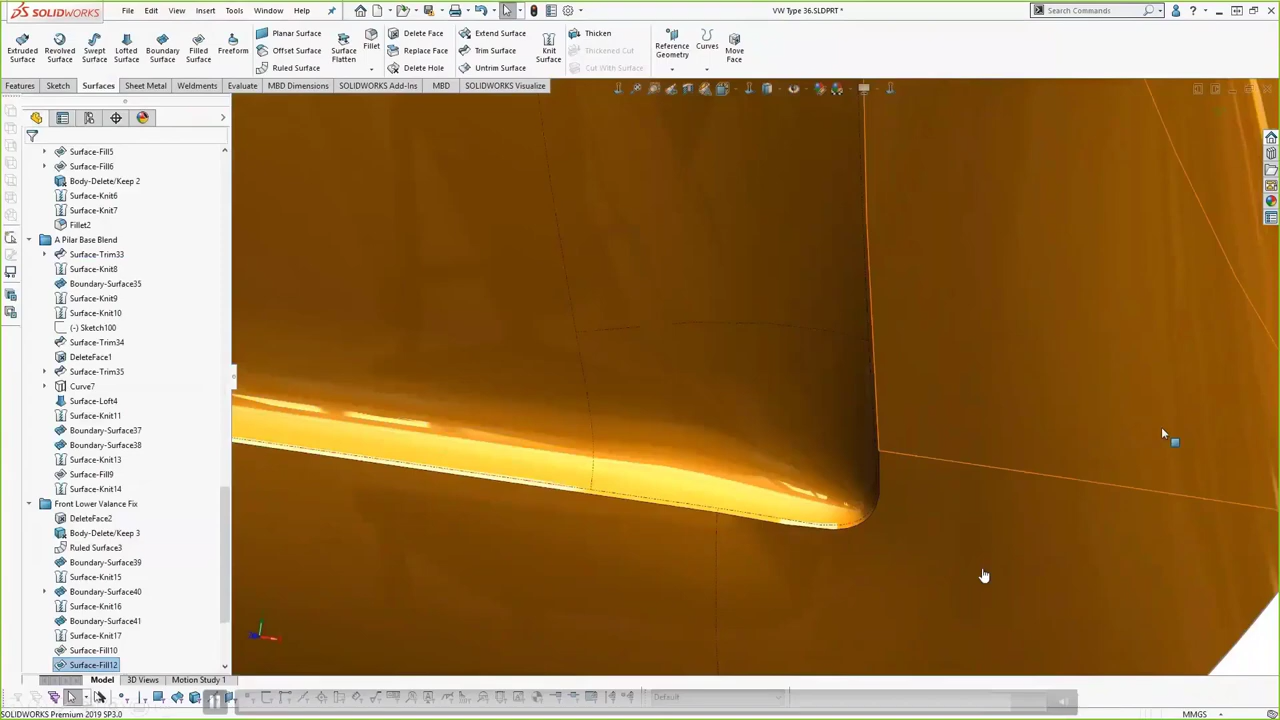 SOLIDWORKS
File
Edit
View
Insert
Tools
Window
Help
VW Type 36.SLDPRT *
Search Commands
Extruded Surface
Revolved Surface
Swept Surface
Lofted Surface
Boundary Surface
Filled Surface
Freeform
Planar Surface
Offset Surface
Ruled Surface
Surface Flatten
Fillet
Delete Face
Replace Face
Delete Hole
Extend Surface
Trim Surface
Untrim Surface
Knit Surface
Thicken
Thickened Cut
Cut With Surface
Reference Geometry
Curves
Move Face
Features
Sketch
Surfaces
Sheet Metal
Weldments
Evaluate
MBD Dimensions
SOLIDWORKS Add-Ins
MBD
SOLIDWORKS Visualize
Surface-Fill5
Surface-Fill6
Body-Delete/Keep 2
Surface-Knit6
Surface-Knit7
Fillet2
A Pilar Base Blend
Surface-Trim33
Surface-Knit8
Boundary-Surface35
Surface-Knit9
Surface-Knit10
(-) Sketch100
Surface-Trim34
DeleteFace1
Surface-Trim35
Curve7
Surface-Loft4
Surface-Knit11
Boundary-Surface37
Boundary-Surface38
Surface-Knit13
Surface-Fill9
Surface-Knit14
Front Lower Valance Fix
DeleteFace2
Body-Delete/Keep 3
Ruled Surface3
Boundary-Surface39
Surface-Knit15
Boundary-Surface40
Surface-Knit16
Boundary-Surface41
Surface-Knit17
Surface-Fill10
Surface-Fill12
Model
3D Views
Motion Study 1
Default
SOLIDWORKS Premium 2019 SP3.0
MMGS